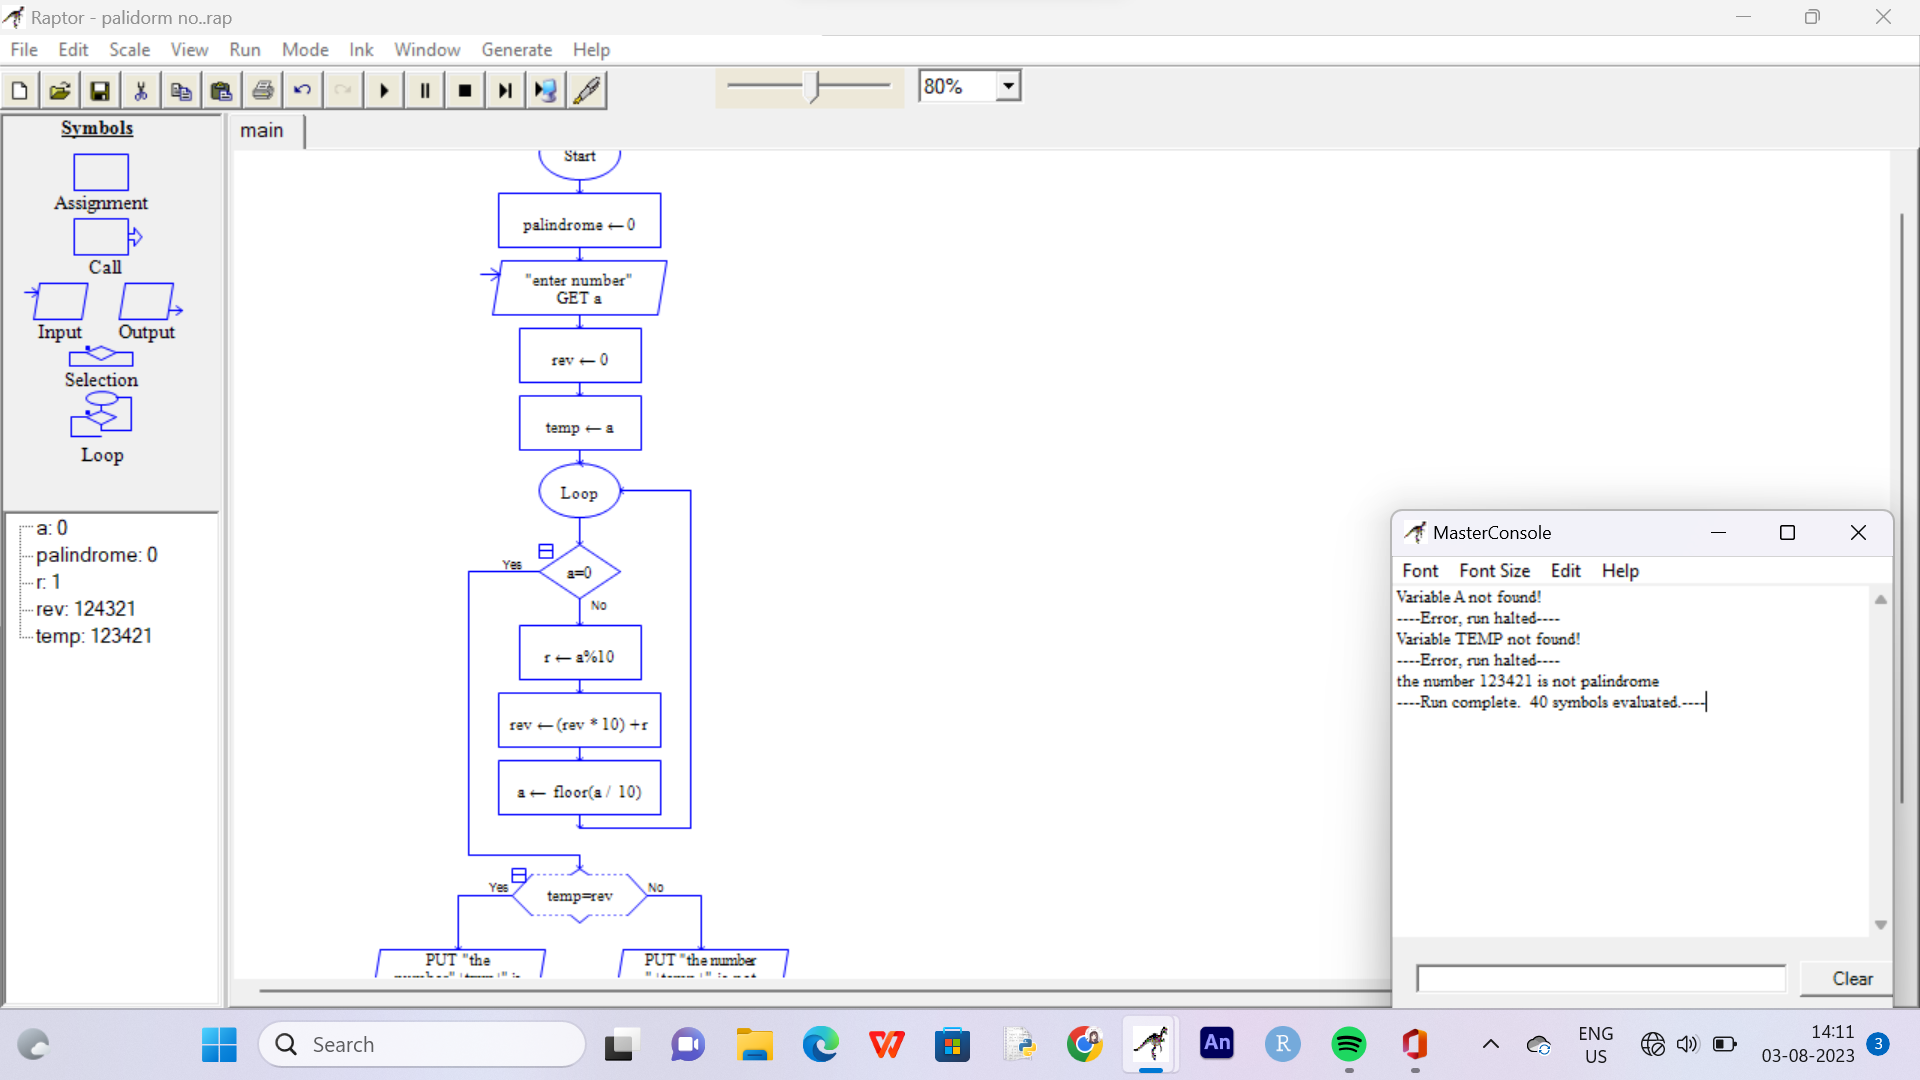 Raptor - palidorm no..rap
File Edit Scale View Run Mode Ink Window Generate Help
80%
Symbols
Assignment
Call
Input Output
Selection
Loop
a: 0
palindrome: 0
r: 1
rev: 124321
temp: 123421
main
Start
palindrome ← 0
"enter number"
GET a
rev ← 0
temp ← a
Loop
Yes
a=0
No
r ← a%10
rev ← (rev * 10) +r
a ← floor(a / 10)
Yes
temp=rev
No
PUT "the
PUT "the number
MasterConsole
Font Font Size Edit Help
Variable A not found!
----Error, run halted----
Variable TEMP not found!
----Error, run halted----
the number 123421 is not palindrome
----Run complete. 40 symbols evaluated.----
Clear
Search
W
An
R
ENG
US
14:11
03-08-2023
3